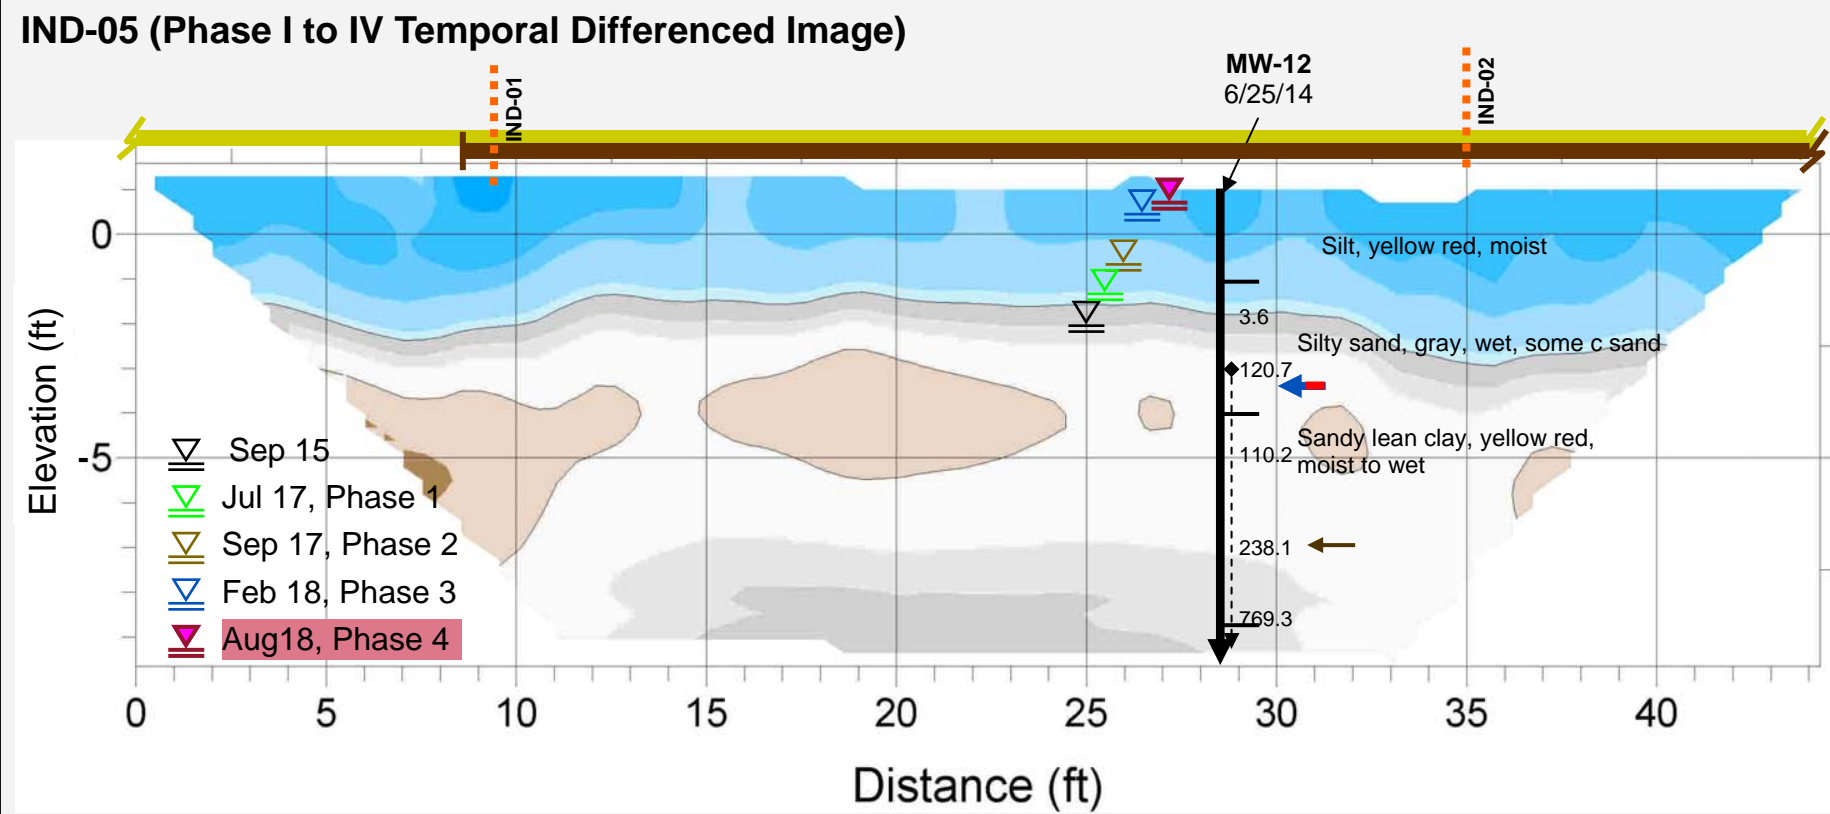 IND-05 (Phase I to IV Temporal Differenced Image)
IND-01
MW-12
6/25/14
IND-02
Elevation (ft)
0
-5
Silt, yellow red, moist
3.6
Silty sand, gray, wet, some c sand
120.7
Sandy lean clay, yellow red,
110.2
moist to wet
238.1
769.3
Sep 15
Jul 17, Phase 1
Sep 17, Phase 2
Feb 18, Phase 3
Aug18, Phase 4
0 5 10 15 20 25 30 35 40
Distance (ft)